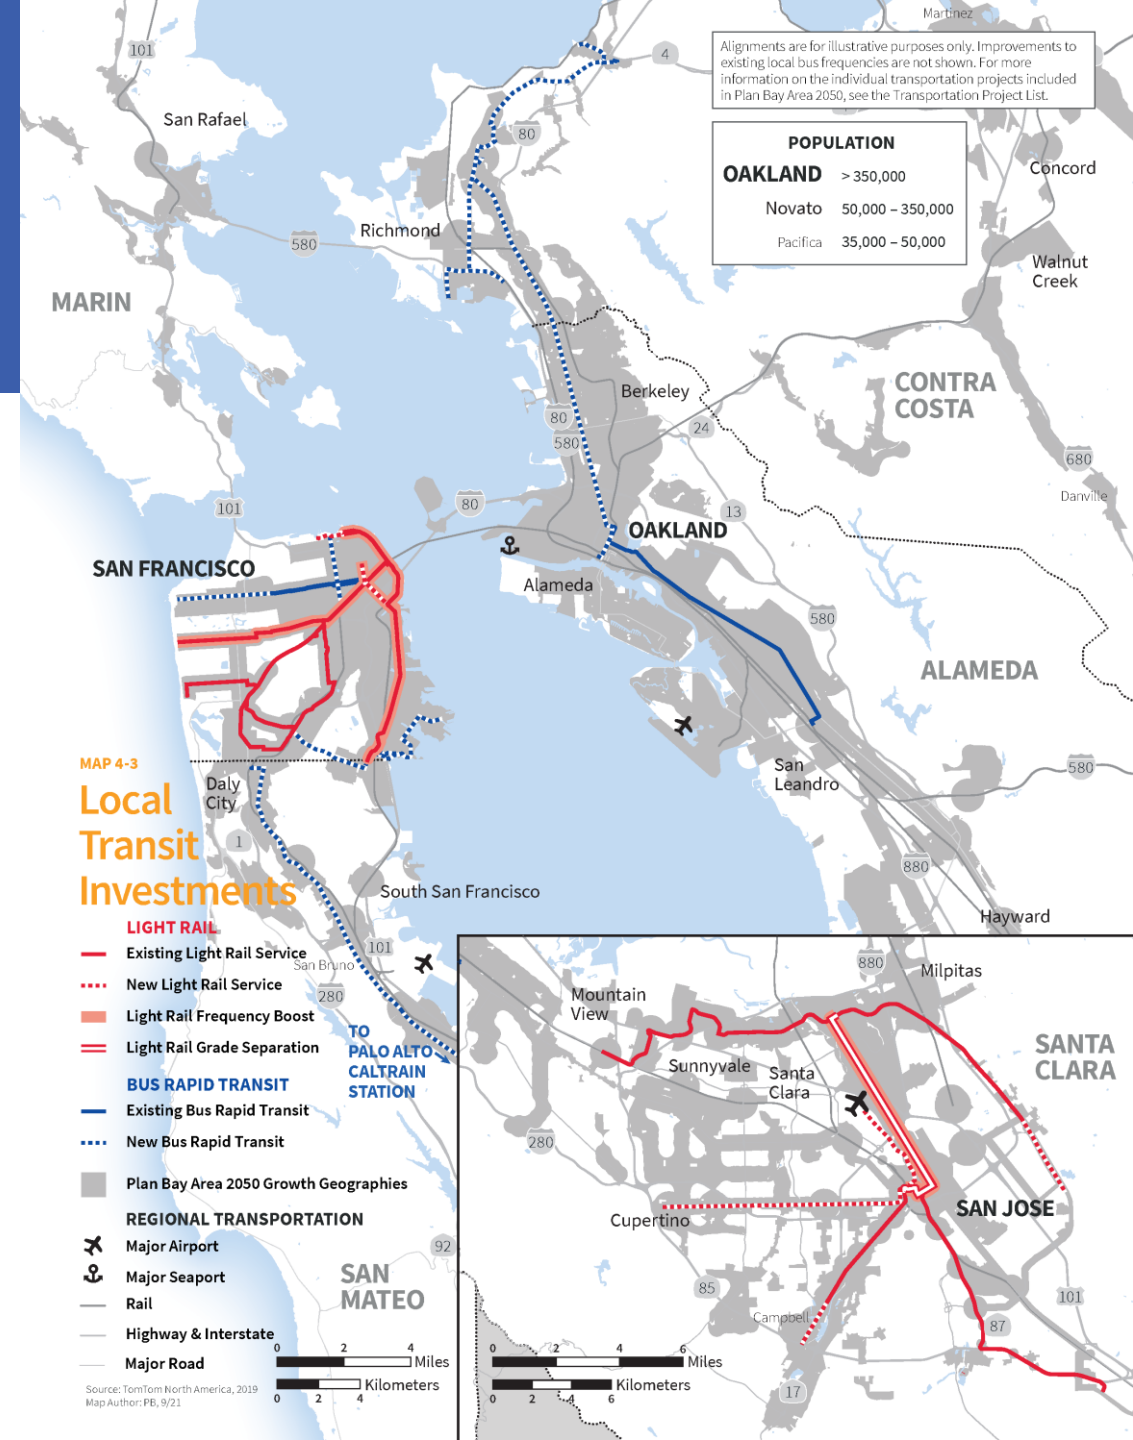 Martinez
101
4
Alignments are for illustrative purposes only. Improvements to
existing local bus frequencies are not shown. For more
information on the individual transportation projects included
in Plan Bay Area 2050, see the Transportation Project List.
San Rafael
80
POPULATION
OAKLAND > 350,000
Novato 50,000 – 350,000
Pacifica 35,000 – 50,000
Concord
Richmond
580
Walnut
Creek
MARIN
Berkeley
CONTRA
COSTA
80
580
24
680
Danville
101
80
13
OAKLAND
SAN FRANCISCO
Alameda
580
ALAMEDA
MAP 4-3
Local
Transit
Investments
Daly
City
San
Leandro
580
1
880
South San Francisco
Hayward
101
San Bruno
280
TO
PALO ALTO
CALTRAIN
STATION
LIGHT RAIL
Existing Light Rail Service
New Light Rail Service
Light Rail Frequency Boost
Light Rail Grade Separation
BUS RAPID TRANSIT
Existing Bus Rapid Transit
New Bus Rapid Transit
Plan Bay Area 2050 Growth Geographies
REGIONAL TRANSPORTATION
Major Airport
Major Seaport
Rail
Highway & Interstate
Major Road
Source: TomTom North America, 2019
Map Author: PB, 9/21
92
SAN
MATEO
0 2 4 Miles
0 2 4 Kilometers
880
Milpitas
Mountain
View
SANTA
CLARA
Sunnyvale
Santa
Clara
280
Cupertino
SAN JOSE
85
101
Campbell
87
17
0 2 4 6 Miles
0 2 4 6 Kilometers